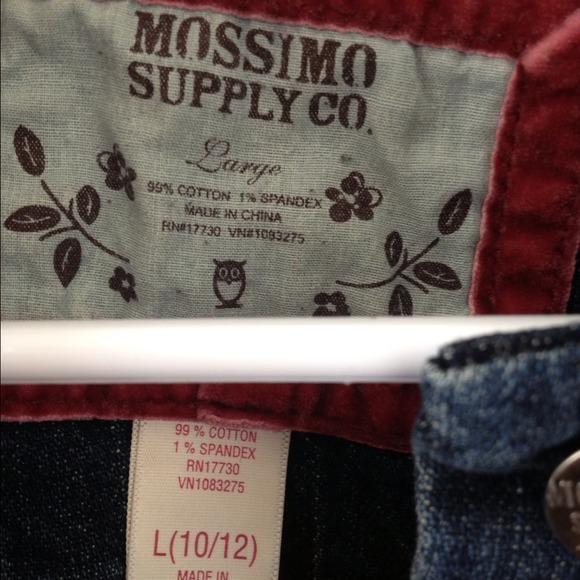 MOSSIMO
SUPPLY CO.
Large
99% COTTON 1% SPANDEX
MADE IN CHINA
RN#17730 VN#1093275
99 % COTTON
1 % SPANDEX
RN17730
VN1083275
L(10/12)
MADE IN